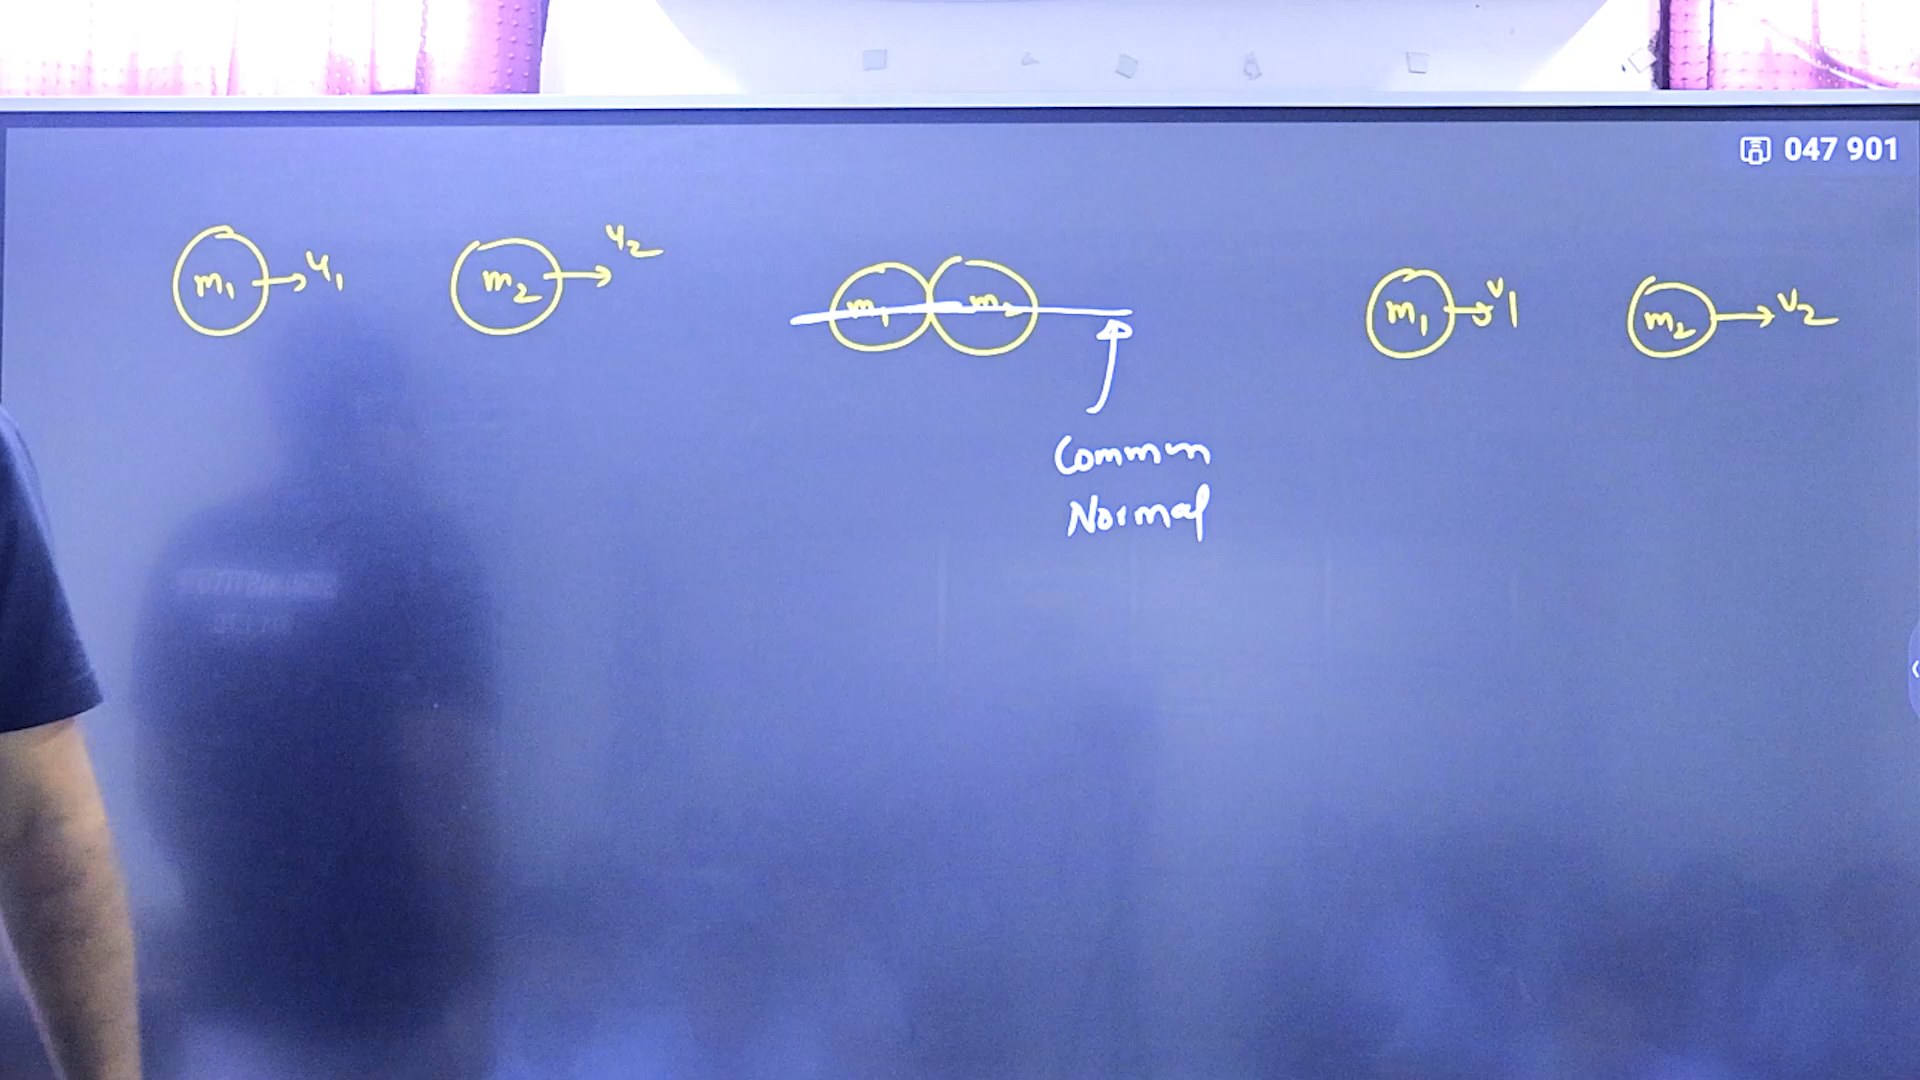 047 901
m₁ → u₁ m₂ → u₂ m₁ m₂ m₁ → v₁ m₂ → v₂
Common
Normal